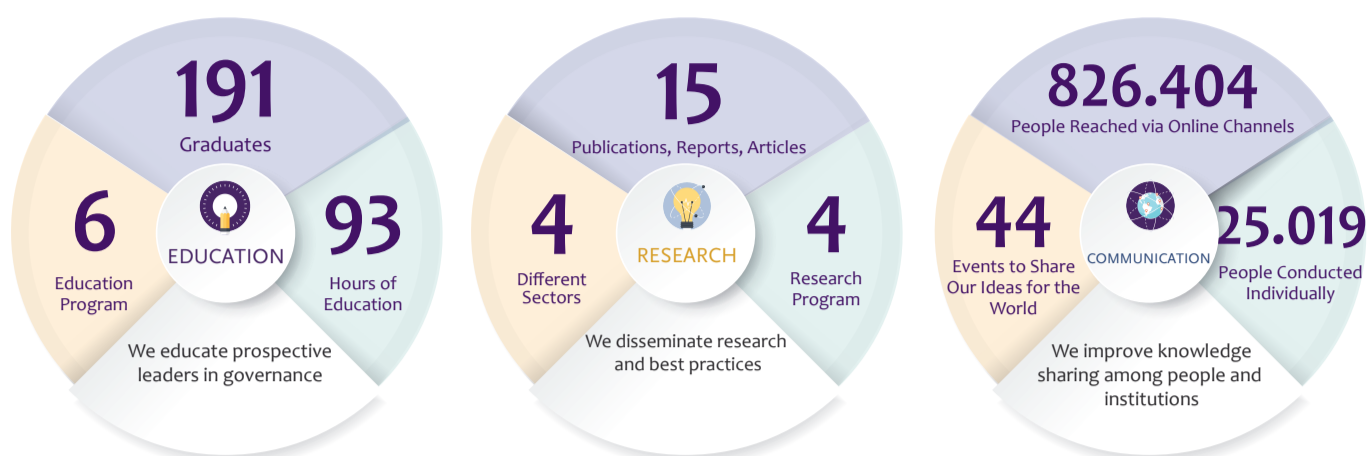 191
Graduates
6
Education
Program
93
Hours of
Education
EDUCATION
We educate prospective
leaders in governance
15
Publications, Reports, Articles
4
Different
Sectors
4
Research
Program
RESEARCH
We disseminate research
and best practices
826.404
People Reached via Online Channels
44
Events to Share
Our Ideas for the
World
25.019
People Conducted
Individually
COMMUNICATION
We improve knowledge
sharing among people and
institutions